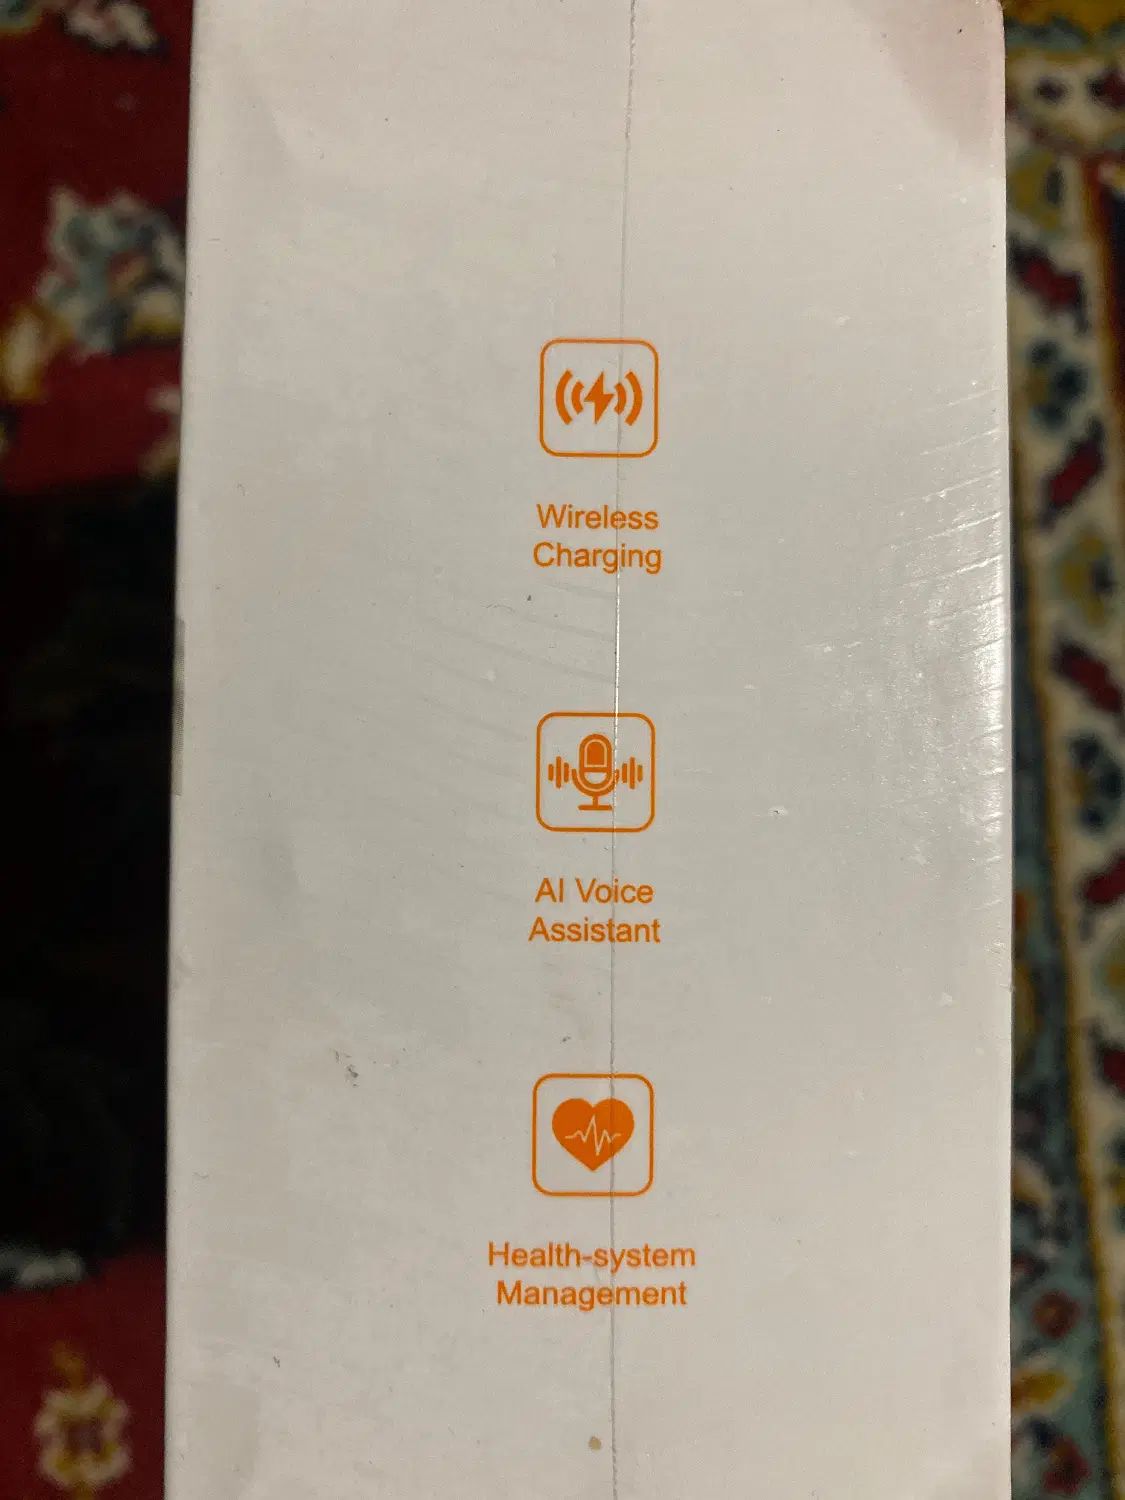 Wireless
Charging
AI Voice
Assistant
Health-system
Management